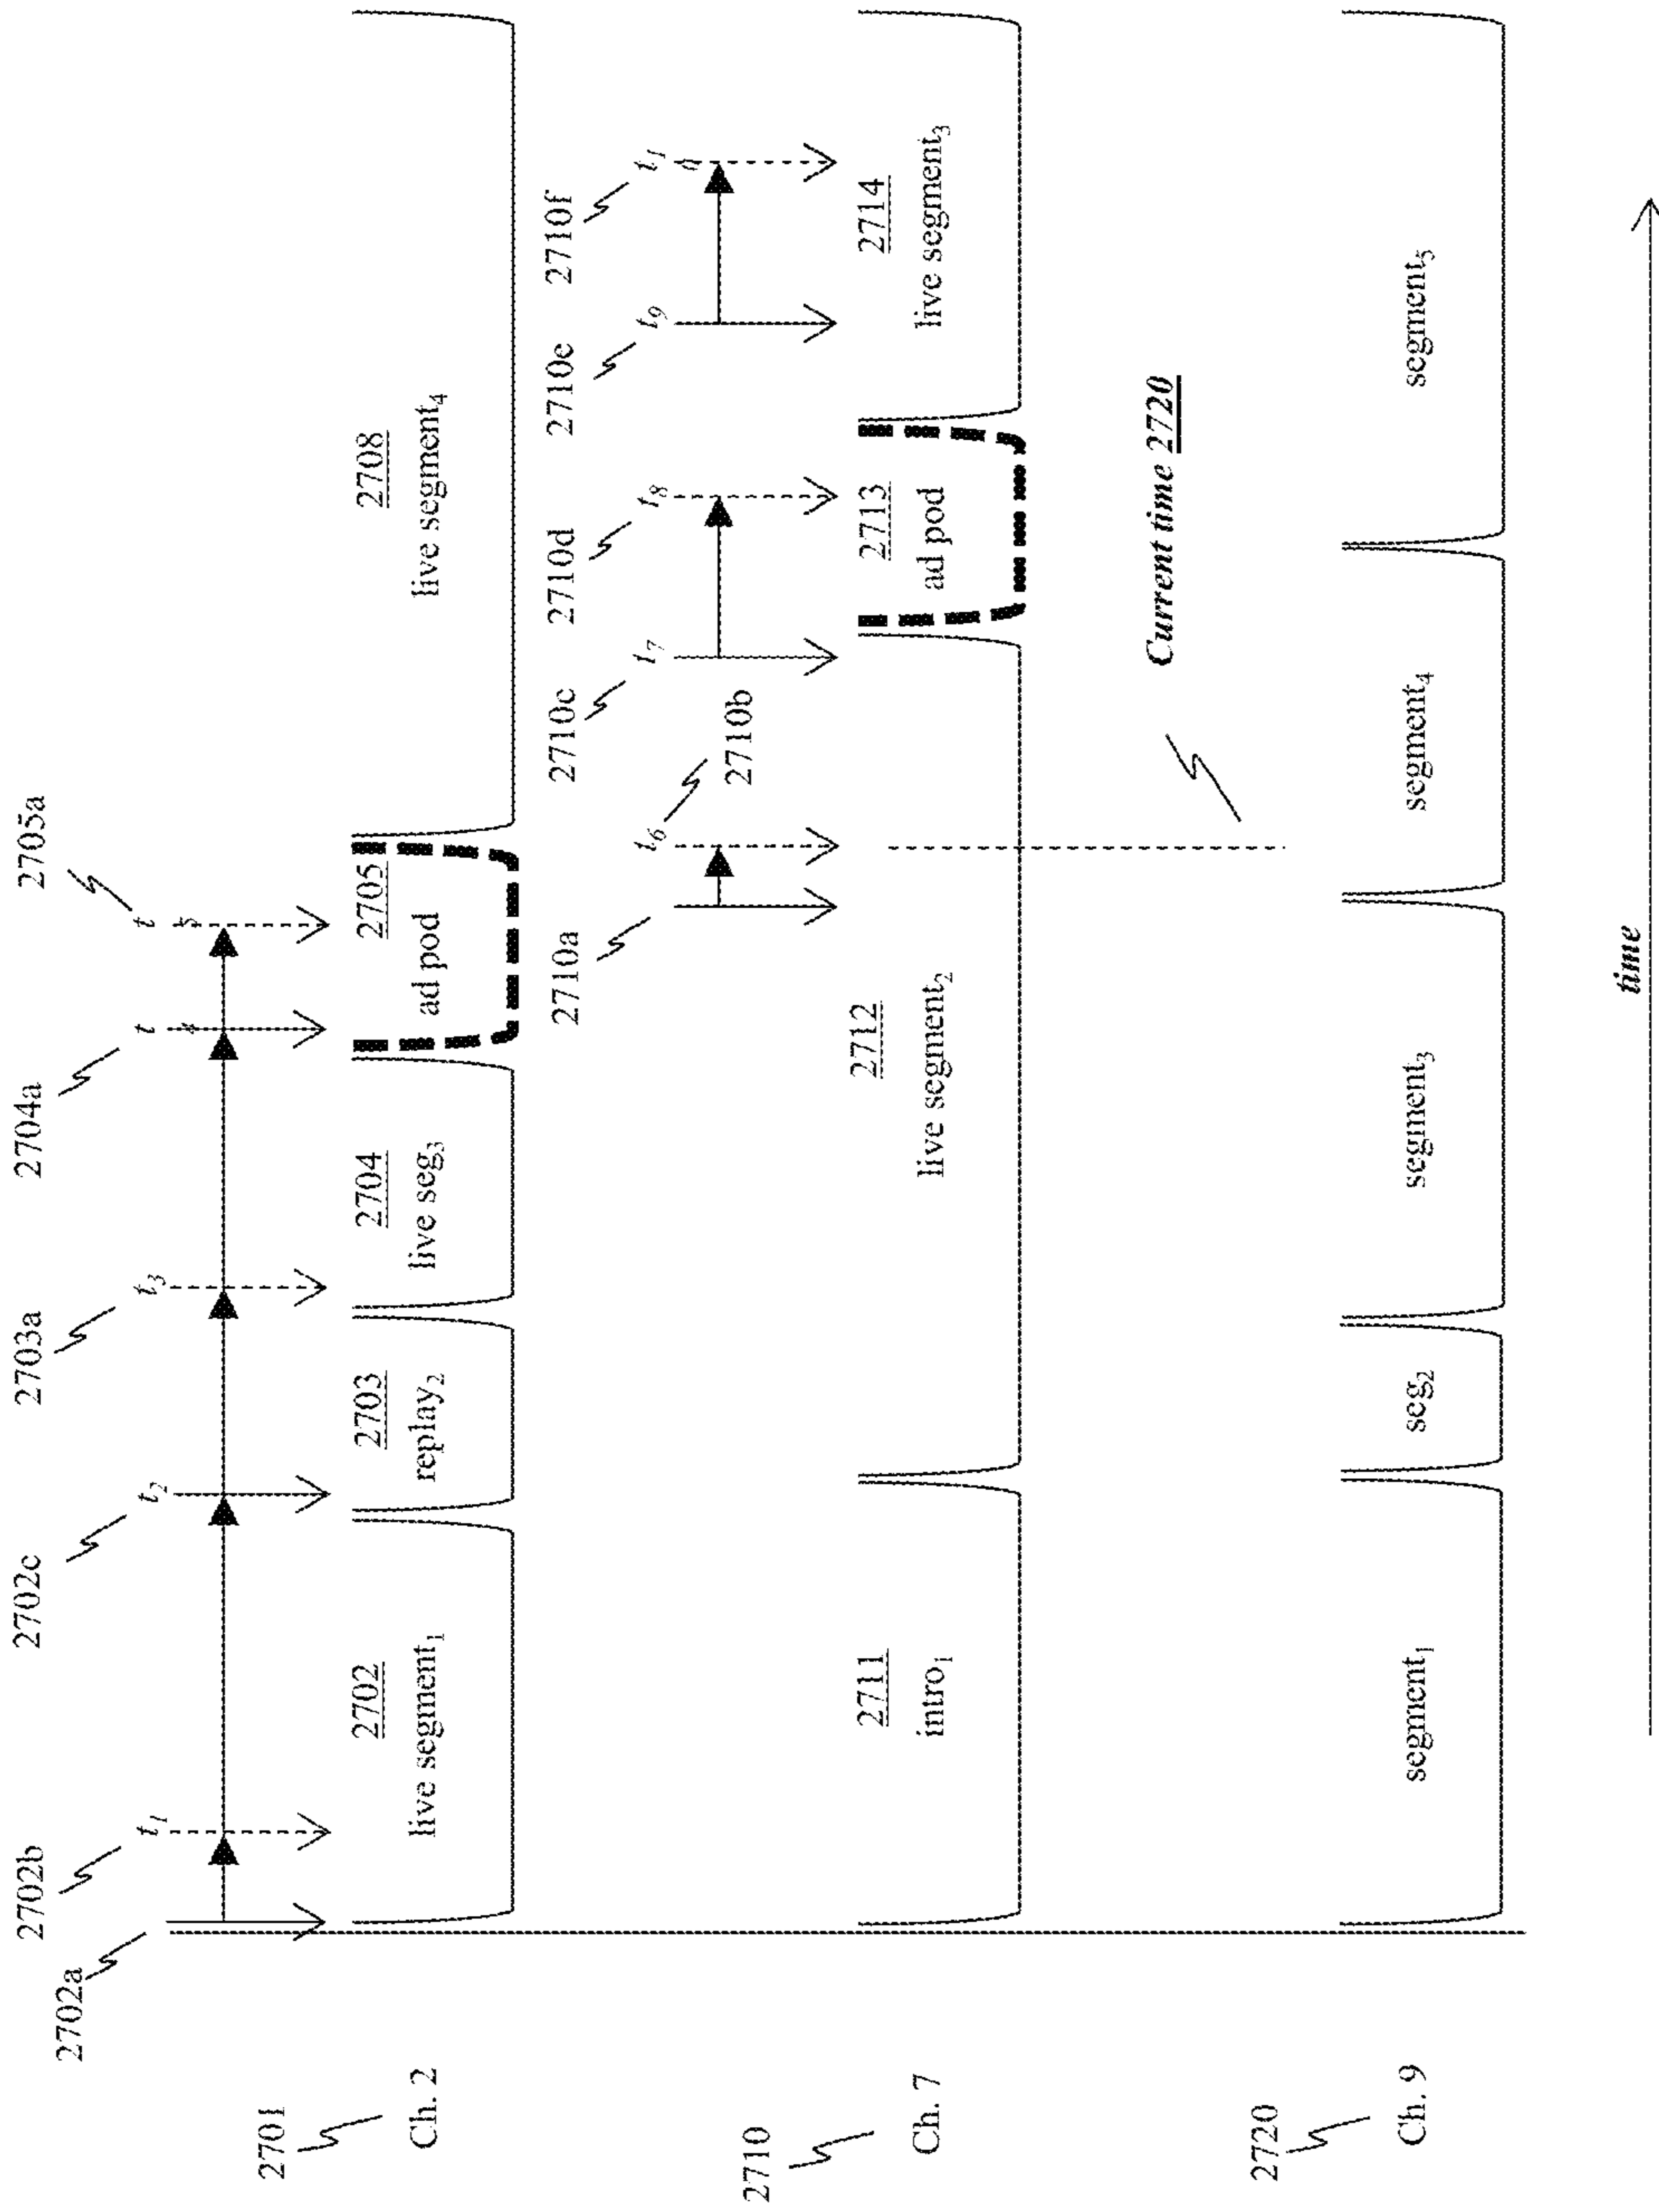 2701
Ch. 2
2702a
2702b
2702c
2703a
2704a
2705a
t₁
t₂
t₃
t₄
t₅
2702
live segment₁
2703
replay₂
2704
live seg₃
2705
ad pod
2708
live segment₄
2710
Ch. 7
2710a
2710b
2710c
2710d
2710e
2710f
t₆
t₇
t₈
t₉
t₁₀
2711
intro₁
2712
live segment₂
2713
ad pod
2714
live segment₃
Current time 2720
2720
Ch. 9
segment₁
seg₂
segment₃
segment₄
segment₅
time